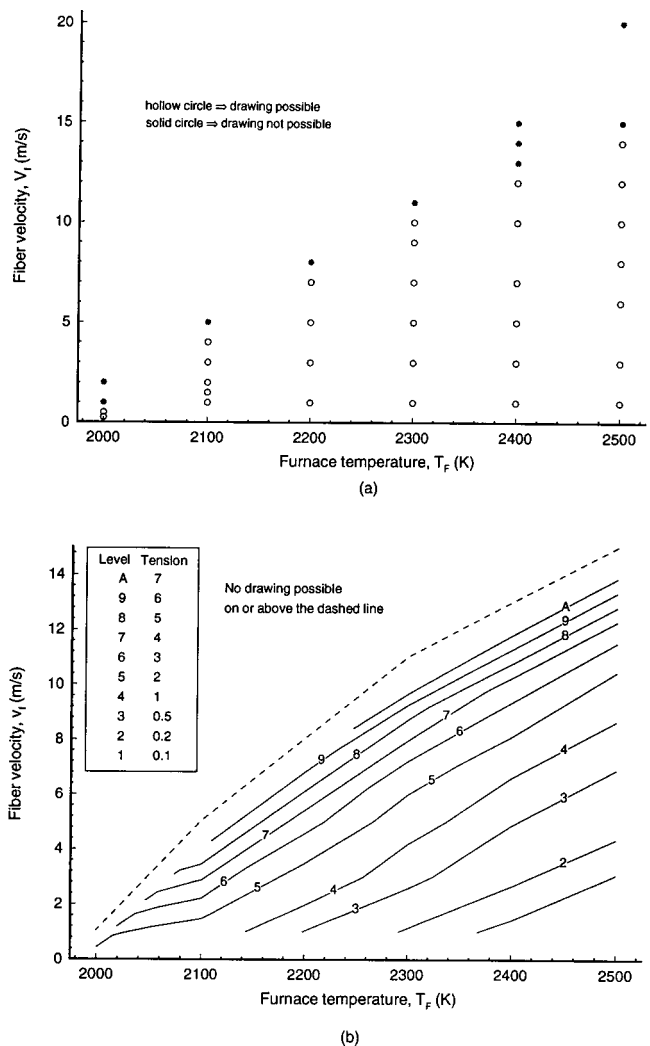 20
15
10
5
0
Fiber velocity, V_f (m/s)
hollow circle ⇒ drawing possible
solid circle ⇒ drawing not possible
2000 2100 2200 2300 2400 2500
Furnace temperature, T_F (K)
(a)
14
12
10
8
6
4
2
0
Fiber velocity, v_f (m/s)
Level Tension
A 7
9 6
8 5
7 4
6 3
5 2
4 1
3 0.5
2 0.2
1 0.1
No drawing possible
on or above the dashed line
A
9
8
7
6
9
8
5
4
3
7
6
5
4
3
2
2000 2100 2200 2300 2400 2500
Furnace temperature, T_F (K)
(b)